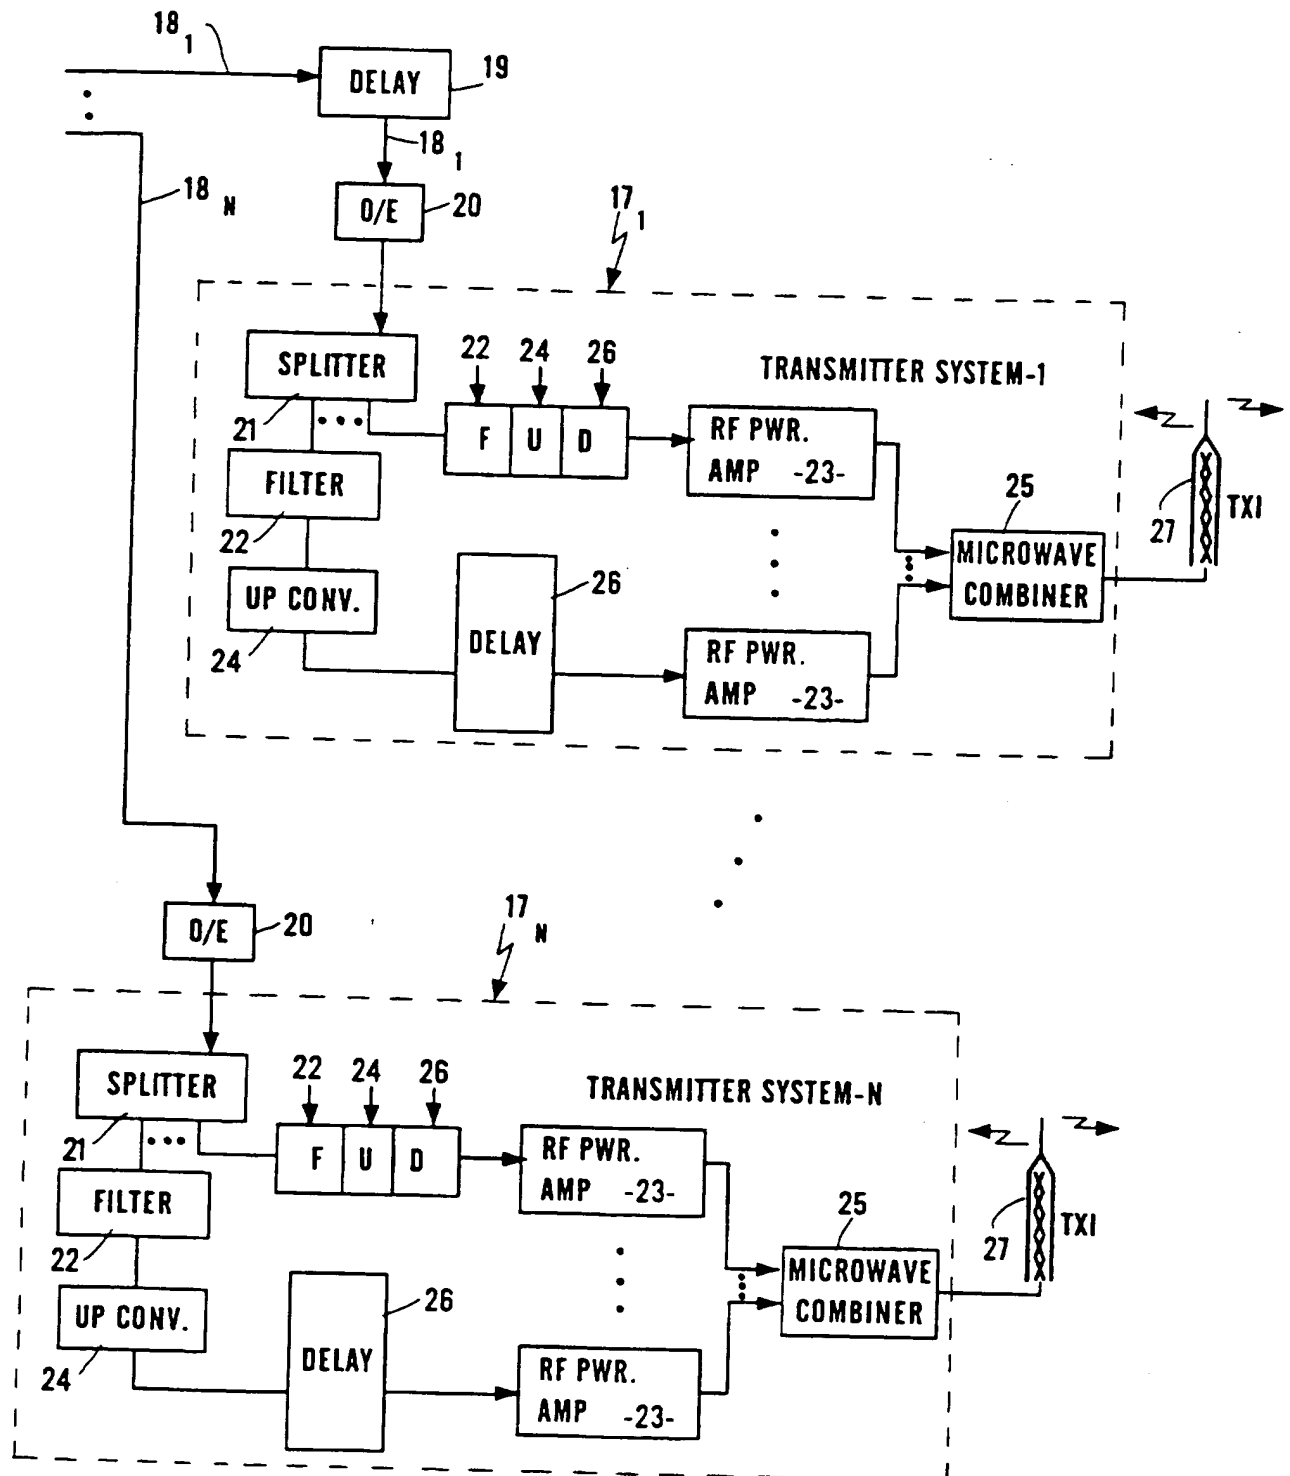 18 1
DELAY
19
18 1
O/E
20
18 N
17 1
SPLITTER
22 24 26
TRANSMITTER SYSTEM-1
21
F U D
RF PWR.
AMP -23-
FILTER
25
27
TX1
22
MICROWAVE
COMBINER
26
UP CONV.
DELAY
RF PWR.
AMP -23-
24
17 N
O/E
20
SPLITTER
22 24 26
TRANSMITTER SYSTEM-N
21
F U D
RF PWR.
AMP -23-
FILTER
25
27
TX1
22
MICROWAVE
COMBINER
26
UP CONV.
DELAY
RF PWR.
AMP -23-
24